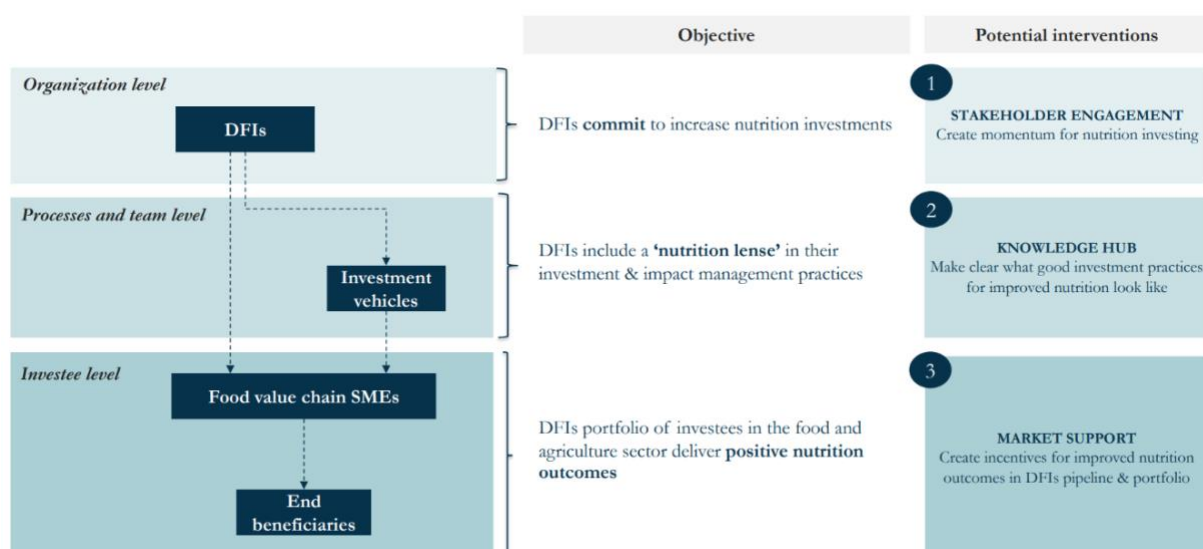 Objective
Potential interventions
Organization level
DFIs
DFIs commit to increase nutrition investments
1
STAKEHOLDER ENGAGEMENT
Create momentum for nutrition investing
Processes and team level
Investment
vehicles
DFIs include a ‘nutrition lense’ in their
investment & impact management practices
2
KNOWLEDGE HUB
Make clear what good investment practices
for improved nutrition look like
Investee level
Food value chain SMEs
End
beneficiaries
DFIs portfolio of investees in the food and
agriculture sector deliver positive nutrition
outcomes
3
MARKET SUPPORT
Create incentives for improved nutrition
outcomes in DFIs pipeline & portfolio